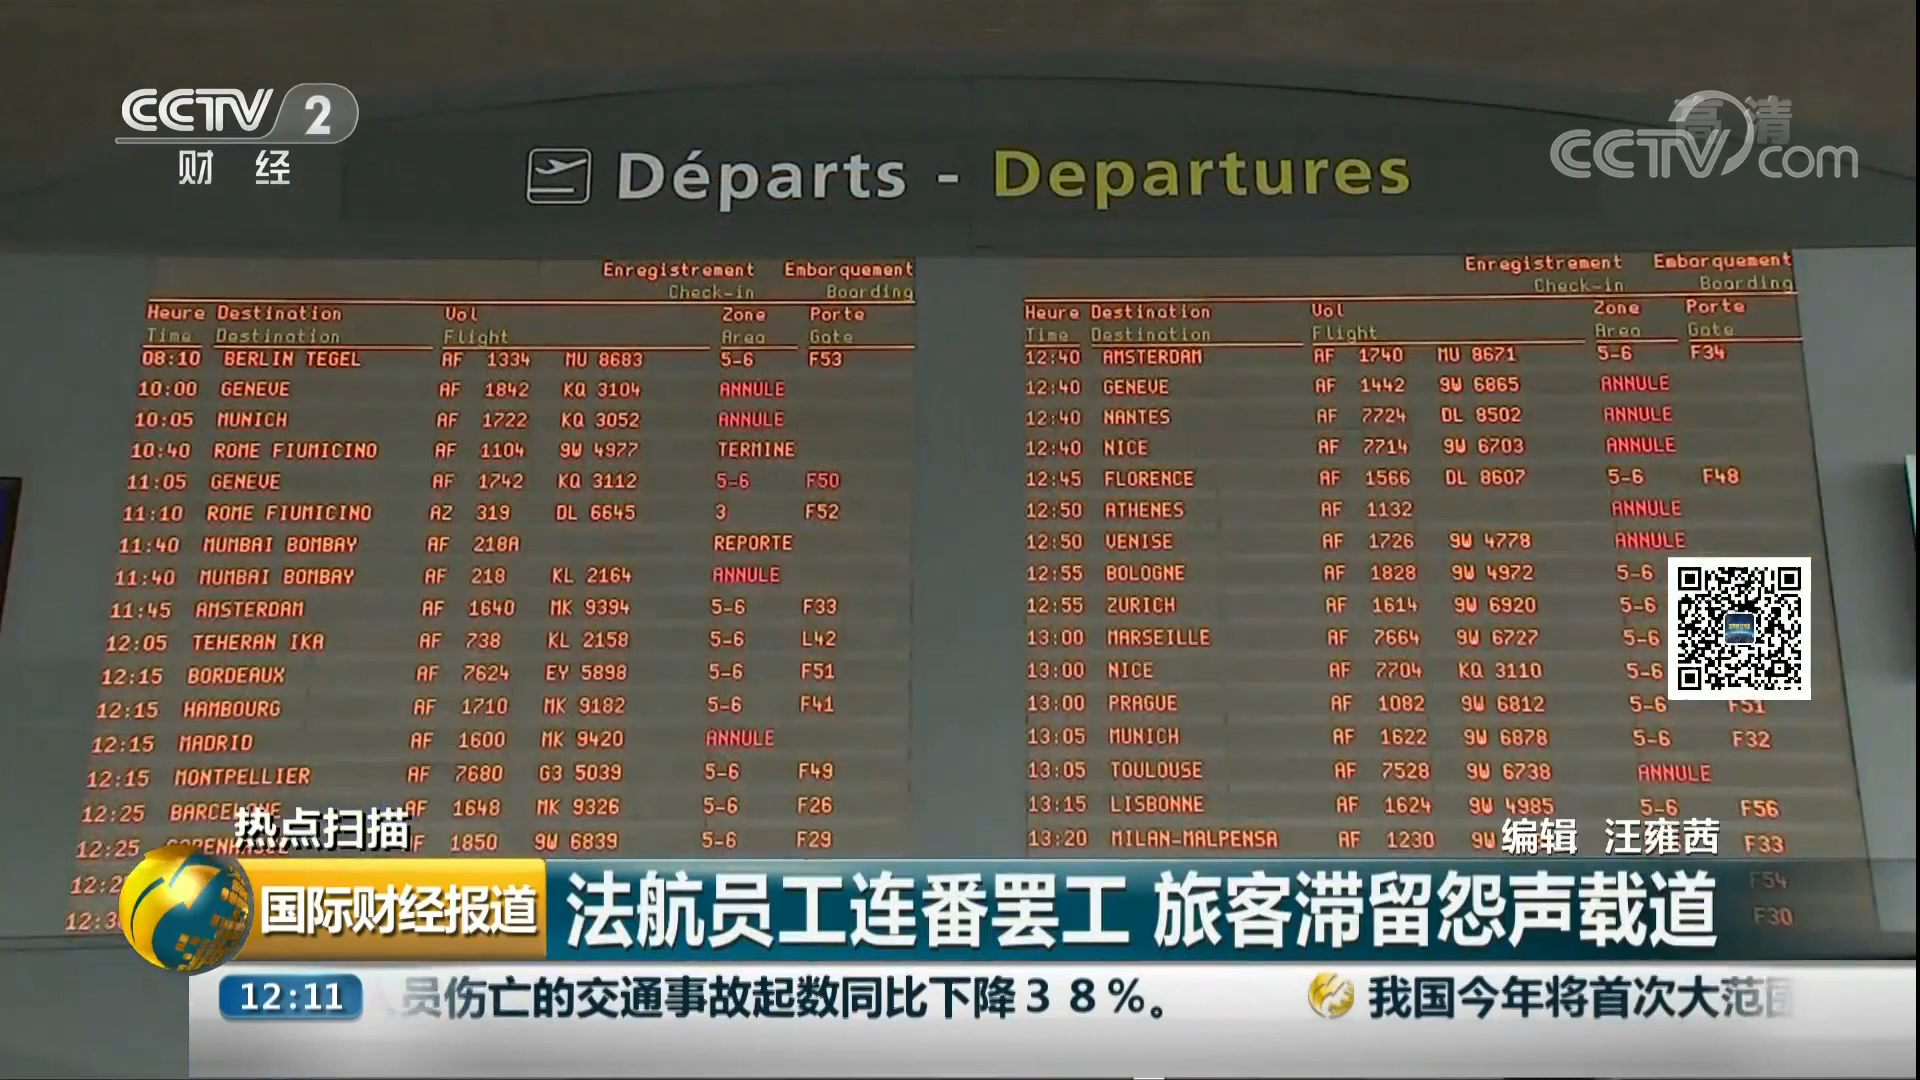 CCTV 2
财 经
高清
CCTV.com
Départs - Departures
Enregistrement Embarquement
Check-in Boarding
Heure Destination Vol Zone Porte
Time Destination Flight Area Gate
08:10 BERLIN TEGEL AF 1334 MU 8683 5-6 F53
10:00 GENEVE AF 1842 KQ 3104 ANNULE
10:05 MUNICH AF 1722 KQ 3052 ANNULE
10:40 ROME FIUMICINO AF 1104 9W 4977 TERMINE
11:05 GENEVE AF 1742 KQ 3112 5-6 F50
11:10 ROME FIUMICINO AZ 319 DL 6645 3 F52
11:40 MUMBAI BOMBAY AF 218A REPORTE
11:40 MUMBAI BOMBAY AF 218 KL 2164 ANNULE
11:45 AMSTERDAM AF 1640 MK 9394 5-6 F33
12:05 TEHERAN IKA AF 738 KL 2158 5-6 L42
12:15 BORDEAUX AF 7624 EY 5898 5-6 F51
12:15 HAMBOURG AF 1710 MK 9182 5-6 F41
12:15 MADRID AF 1600 MK 9420 ANNULE
12:15 MONTPELLIER AF 7680 G3 5039 5-6 F49
12:25 BARCELONE AF 1648 MK 9326 5-6 F26
12:25 1850 9W 6839 5-6 F29
Enregistrement Embarquement
Check-in Boarding
Heure Destination Vol Zone Porte
Time Destination Flight Area Gate
12:40 AMSTERDAM AF 1740 MU 8671 5-6 F34
12:40 GENEVE AF 1442 9W 6865 ANNULE
12:40 NANTES AF 7724 DL 8502 ANNULE
12:40 NICE AF 7714 9W 6703 ANNULE
12:45 FLORENCE AF 1566 DL 8607 5-6 F48
12:50 ATHENES AF 1132 ANNULE
12:50 VENISE AF 1726 9W 4778 ANNULE
12:55 BOLOGNE AF 1828 9W 4972 5-6
12:55 ZURICH AF 1614 9W 6920 5-6
13:00 MARSEILLE AF 7664 9W 6727 5-6
13:00 NICE AF 7704 KQ 3110 5-6
13:00 PRAGUE AF 1082 9W 6812 5-6 F51
13:05 MUNICH AF 1622 9W 6878 5-6 F32
13:05 TOULOUSE AF 7528 9W 6738 ANNULE
13:15 LISBONNE AF 1624 9W 4985 5-6 F56
13:20 MILAN-MALPENSA AF 1230 9W F33
F54
F30
热点扫描
编辑 汪雍茜
国际财经报道
法航员工连番罢工 旅客滞留怨声载道
12:11
员伤亡的交通事故起数同比下降38%。 我国今年将首次大范围